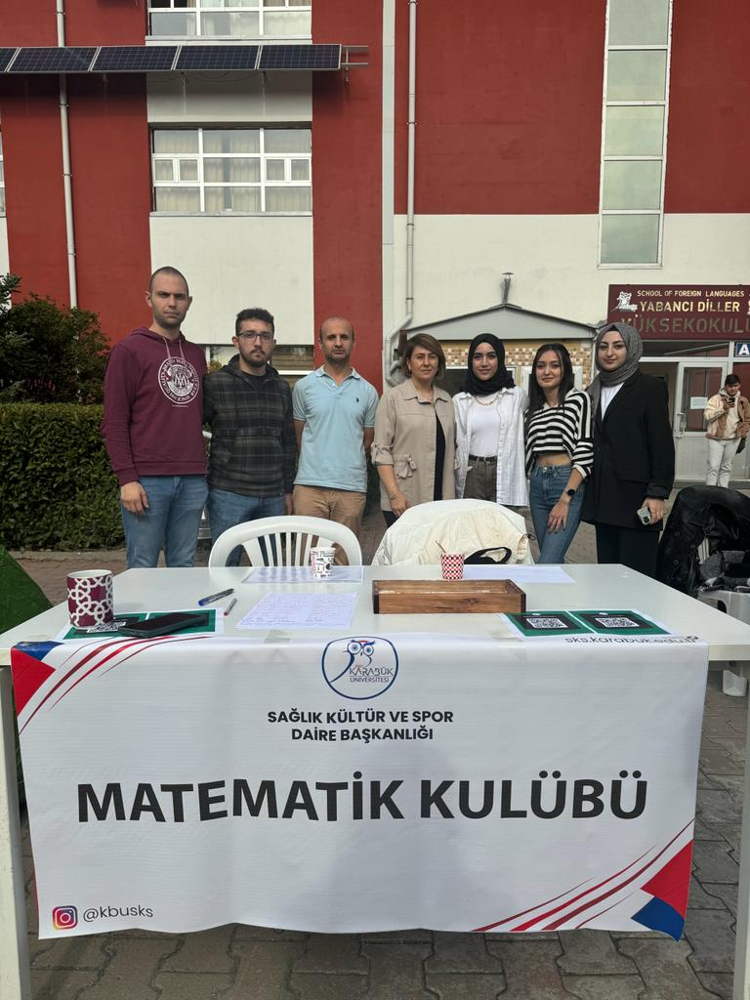 SCHOOL OF FOREIGN LANGUAGES
YABANCI DİLLER
YÜKSEKOKULU
A
sks.karabuk.edu.tr
KARABÜK
ÜNİVERSİTESİ
SAĞLIK KÜLTÜR VE SPOR
DAİRE BAŞKANLIĞI
MATEMATİK KULÜBÜ
@kbusks